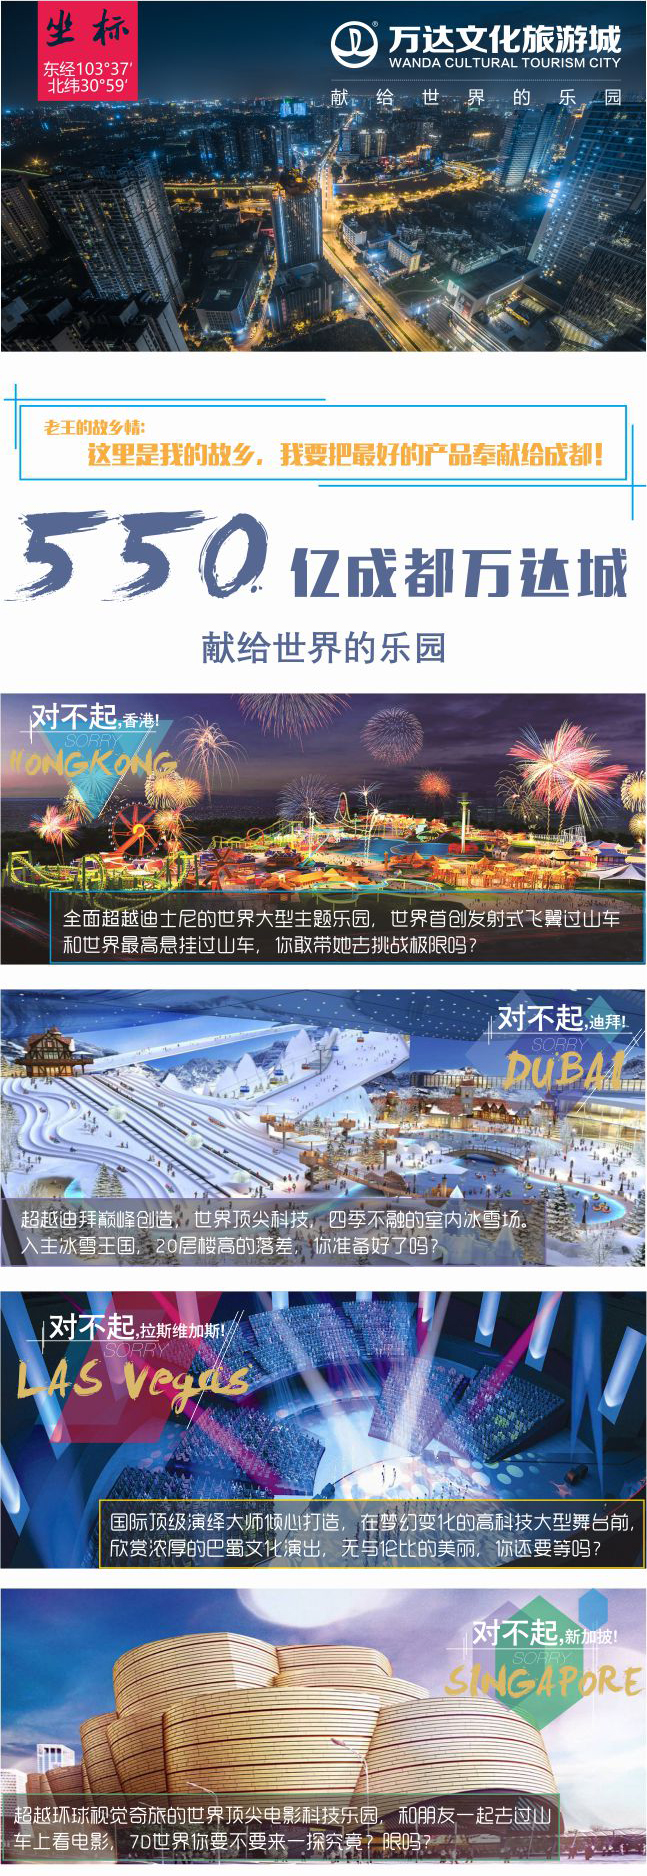 坐标
东经103°37′
北纬30°59′
万达文化旅游城
WANDA CULTURAL TOURISM CITY
献给世界的乐园
老王的故乡情:
这里是我的故乡，我要把最好的产品奉献给成都！
550亿成都万达城
献给世界的乐园
对不起,香港!
SORRY
HONGKONG
全面超越迪士尼的世界大型主题乐园，世界首创发射式飞翼过山车
和世界最高悬挂过山车，你敢带她去挑战极限吗？
对不起,迪拜!
SORRY
DUBAI
超越迪拜巅峰创造，世界顶尖科技，四季不融的室内冰雪场。
入主冰雪王国，20层楼高的落差，你准备好了吗？
对不起,拉斯维加斯!
SORRY
LAS Vegas
国际顶级演绎大师倾心打造，在梦幻变化的高科技大型舞台前，
欣赏浓厚的巴蜀文化演出，无与伦比的美丽，你还要等吗？
对不起,新加披!
SORRY
SINGAPORE
超越环球视觉奇旅的世界顶尖电影科技乐园，和朋友一起去过山
车上看电影，7D世界你要不要来一探究竟？限吗？